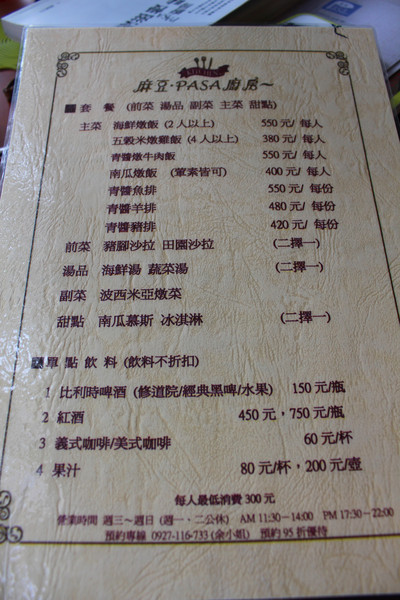 麻豆·PASA廚房～
套 餐 (前菜 湯品 副菜 主菜 甜點)
主菜 海鮮燉飯 (2人以上) 550元/ 每人
五穀米燉雞飯 (4人以上) 380元/ 每人
青醬燉牛肉飯 550元/ 每人
南瓜燉飯 (葷素皆可) 400元/ 每人
青醬魚排 550元/ 每份
青醬羊排 480元/ 每份
青醬豬排 420元/ 每份
前菜 豬腳沙拉 田園沙拉 (二擇一)
湯品 海鮮湯 蔬菜湯 (二擇一)
副菜 波西米亞燉菜
甜點 南瓜慕斯 冰淇淋 (二擇一)
單點飲料 (飲料不折扣)
1 比利時啤酒 (修道院/經典黑啤/水果) 150元/瓶
2 紅酒 450元，750元/瓶
3 義式咖啡/美式咖啡 60元/杯
4 果汁 80元/杯，200元/壺
每人最低消費 300元
營業時間 週三～週日 (週一、二公休) AM 11:30－14:00 PM 17:30－22:00
預約專線 0927-116-733 (余小姐) 預約95折優待